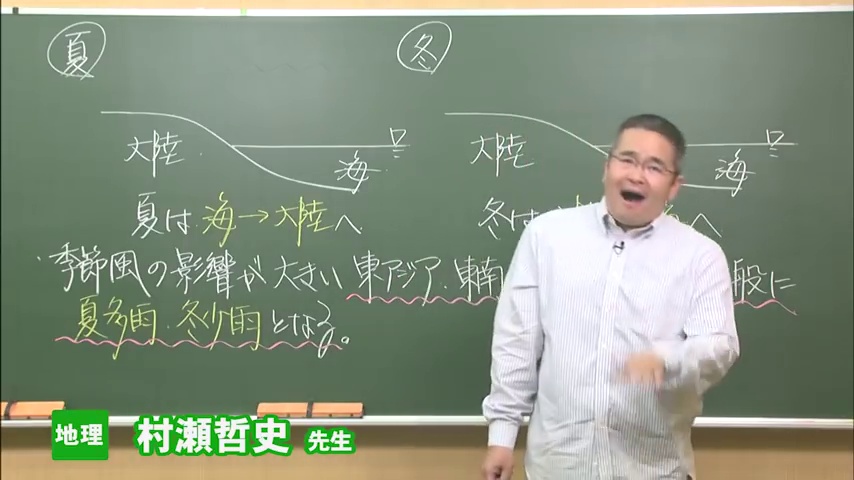 夏
冬
大陸
海
大陸
海
夏は 海→大陸へ
冬は へ
季節風の影響が大きい 東アジア・東南 般に
夏多雨・冬少雨となる。
地理 村瀬哲史 先生